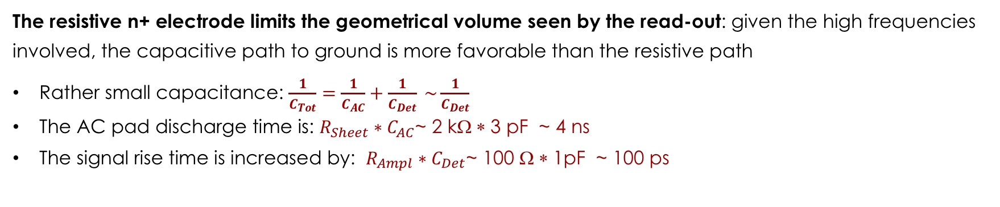 The resistive n+ electrode limits the geometrical volume seen by the read-out: given the high frequencies
involved, the capacitive path to ground is more favorable than the resistive path
• Rather small capacitance: 1/C_Tot = 1/C_AC + 1/C_Det ~ 1/C_Det
• The AC pad discharge time is: R_Sheet * C_AC~ 2 kΩ * 3 pF ~ 4 ns
• The signal rise time is increased by: R_Ampl * C_Det~ 100 Ω * 1pF ~ 100 ps